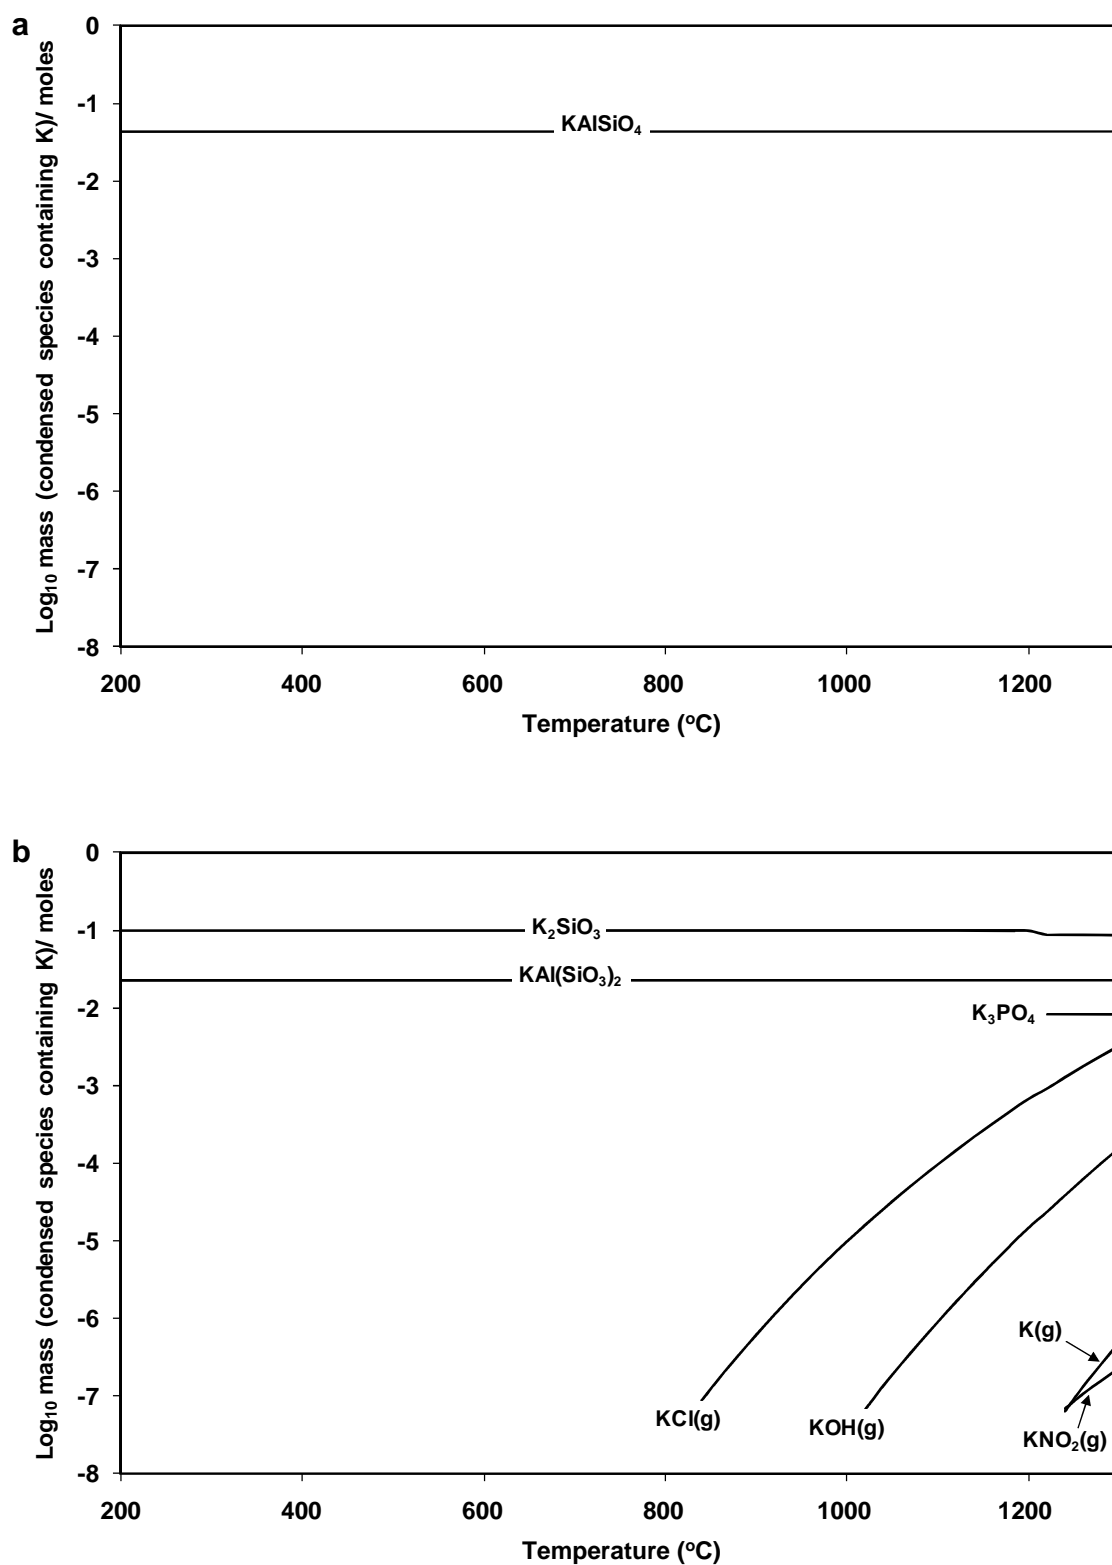 a
Log₁₀ mass (condensed species containing K)/ moles
0
-1
-2
-3
-4
-5
-6
-7
-8
KAlSiO₄
200 400 600 800 1000 1200
Temperature (ºC)
b
Log₁₀ mass (condensed species containing K)/ moles
0
-1
-2
-3
-4
-5
-6
-7
-8
K₂SiO₃
KAl(SiO₃)₂
K₃PO₄
K(g)
KCl(g)
KOH(g)
KNO₂(g)
200 400 600 800 1000 1200
Temperature (ºC)